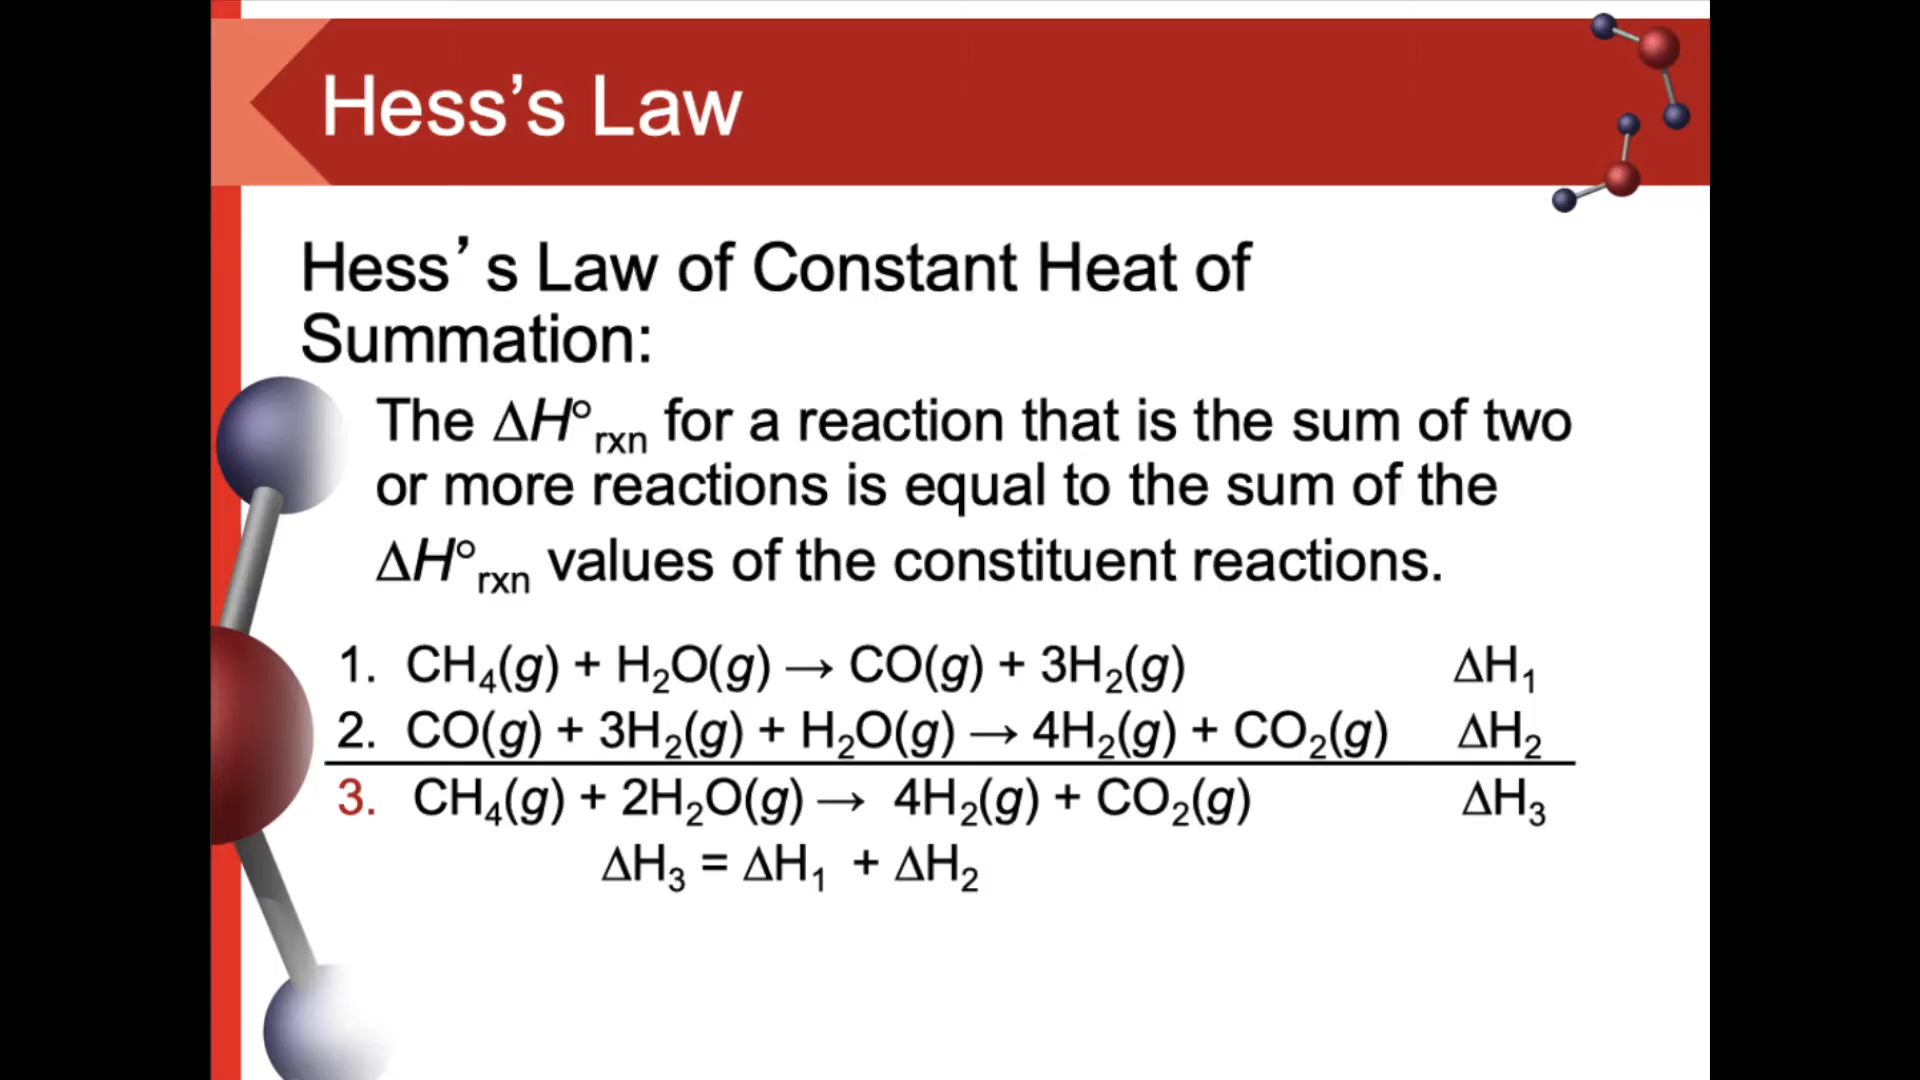 Hess’s Law
Hess’s Law of Constant Heat of
Summation:
The ΔH°rxn for a reaction that is the sum of two
or more reactions is equal to the sum of the
ΔH°rxn values of the constituent reactions.
1. CH₄(g) + H₂O(g) → CO(g) + 3H₂(g) ΔH₁
2. CO(g) + 3H₂(g) + H₂O(g) → 4H₂(g) + CO₂(g) ΔH₂
3. CH₄(g) + 2H₂O(g) → 4H₂(g) + CO₂(g) ΔH₃
ΔH₃ = ΔH₁ + ΔH₂